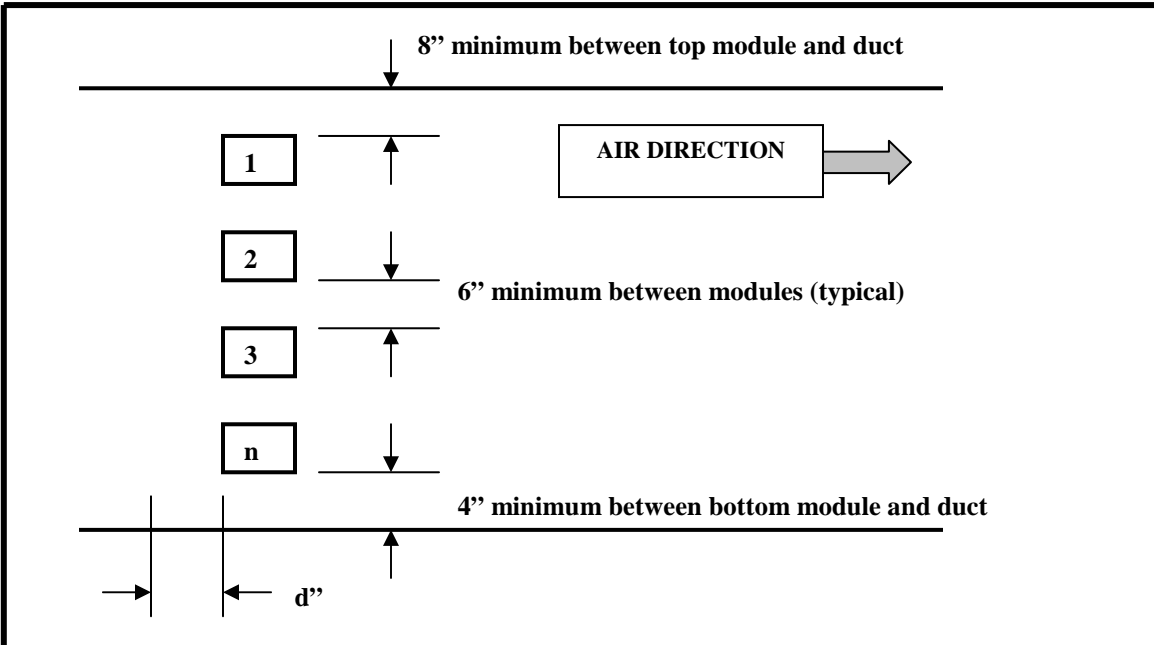 8” minimum between top module and duct
1
AIR DIRECTION
2
6” minimum between modules (typical)
3
n
4” minimum between bottom module and duct
d”